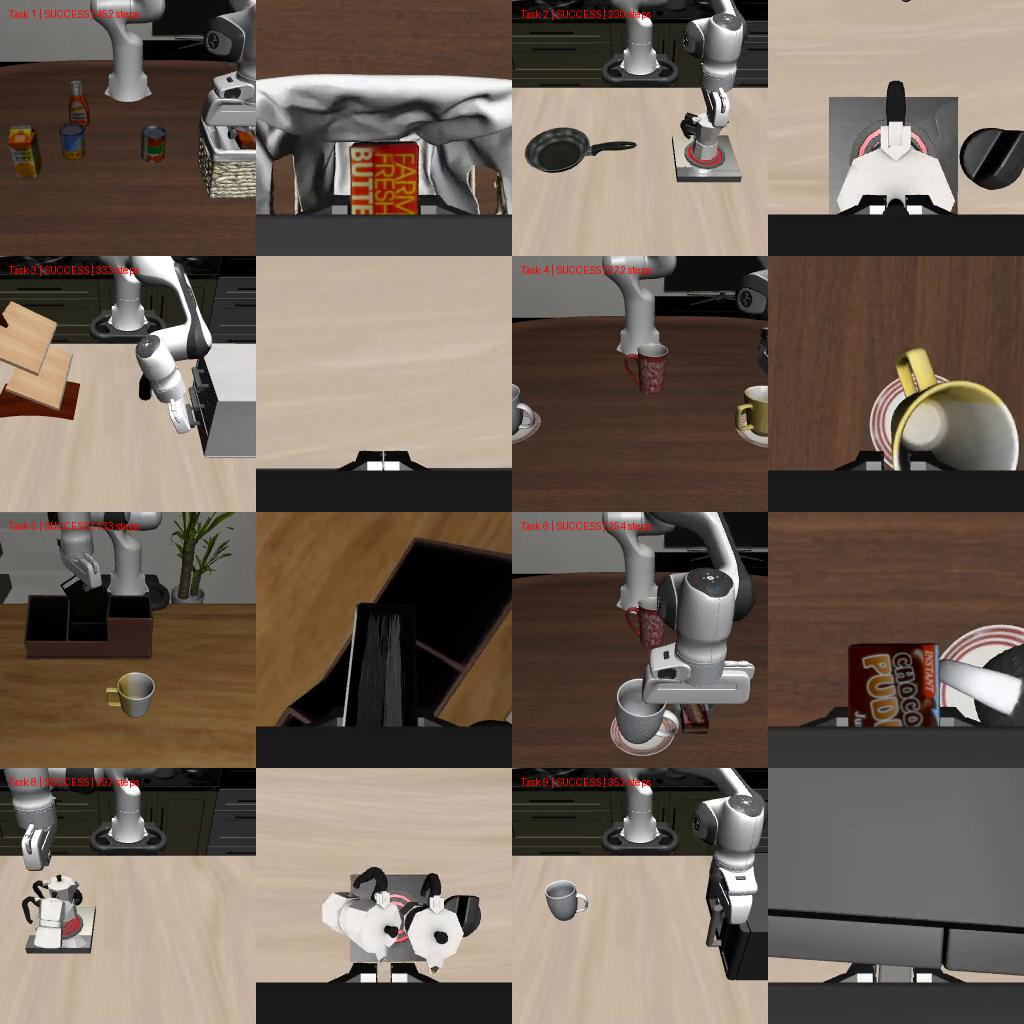 Task 1 | SUCCESS | 452 steps
FARM
FRESH
BUTTE
Task 2 | SUCCESS | 230 steps
Task 3 | SUCCESS | 333 steps
Task 4 | SUCCESS | 272 steps
Task 5 | SUCCESS | 133 steps
Task 6 | SUCCESS | 254 steps
INSTANT
CHOCO
PUDD
Task 8 | SUCCESS | 297 steps
Task 9 | SUCCESS | 352 steps